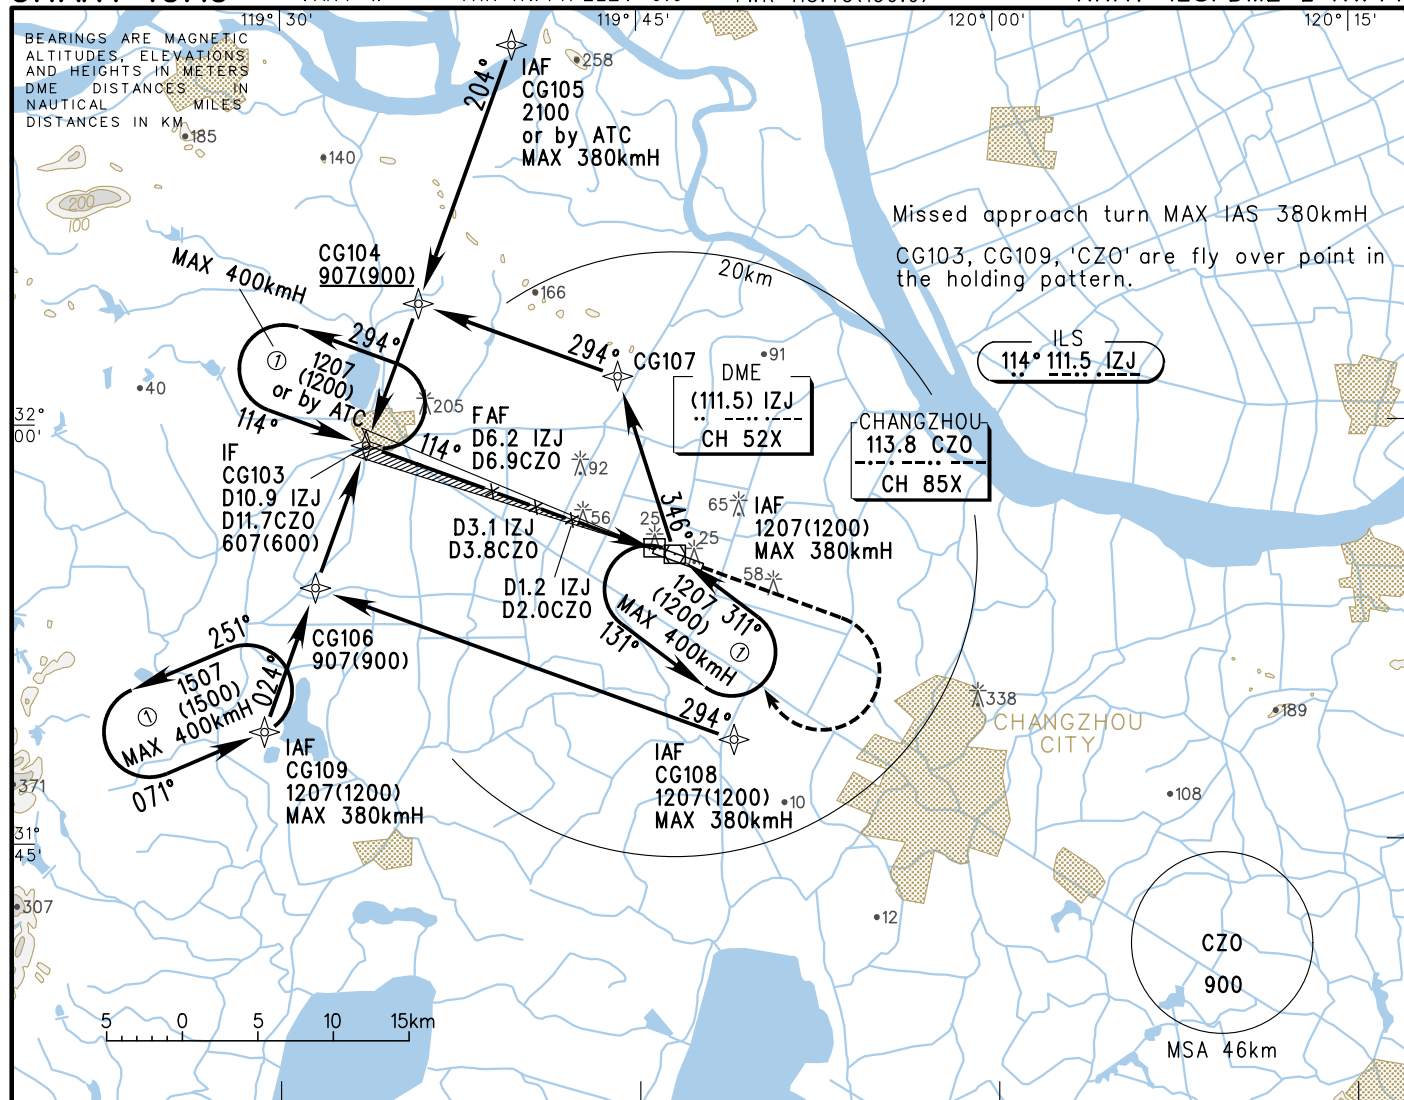 119° 30'
119° 45'
120° 00'
120° 15'
BEARINGS ARE MAGNETIC
ALTITUDES, ELEVATIONS
AND HEIGHTS IN METERS
DME DISTANCES IN
NAUTICAL MILES
DISTANCES IN KM
185
140
200
100
258
204°
IAF
CG105
2100
or by ATC
MAX 380kmH
Missed approach turn MAX IAS 380kmH
CG103, CG109, 'CZO' are fly over point in
the holding pattern.
CG104
907(900)
MAX 400kmH
166
20km
294°
1
1207
(1200)
or by ATC
114°
40
205
294°
CG107
91
DME
(111.5) IZJ
CH 52X
ILS
114° 111.5 IZJ
CHANGZHOU
113.8 CZO
CH 85X
32°
00'
114°
FAF
D6.2 IZJ
D6.9CZO
92
IF
CG103
D10.9 IZJ
D11.7CZO
607(600)
D3.1 IZJ
D3.8CZO
56
25
346°
25
65
IAF
1207(1200)
MAX 380kmH
58
D1.2 IZJ
D2.0CZO
1207
(1200)
MAX 400kmH
311°
131°
1
CG106
907(900)
251°
1507
(1500)
MAX 400kmH
1
024°
071°
IAF
CG109
1207(1200)
MAX 380kmH
294°
IAF
CG108
1207(1200)
MAX 380kmH
10
338
CHANGZHOU
CITY
189
108
371
31°
45'
307
12
CZO
900
MSA 46km
5 0 5 10 15km